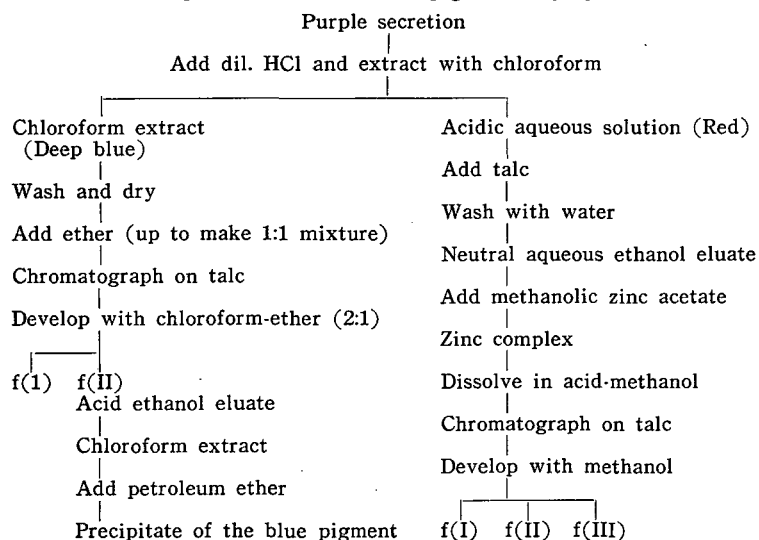 Purple secretion
Add dil. HCl and extract with chloroform
Chloroform extract
(Deep blue)
Wash and dry
Add ether (up to make 1:1 mixture)
Chromatograph on talc
Develop with chloroform-ether (2:1)
f(1) f(II)
Acid ethanol eluate
Chloroform extract
Add petroleum ether
Precipitate of the blue pigment
Acidic aqueous solution (Red)
Add talc
Wash with water
Neutral aqueous ethanol eluate
Add methanolic zinc acetate
Zinc complex
Dissolve in acid-methanol
Chromatograph on talc
Develop with methanol
f(I) f(II) f(III)